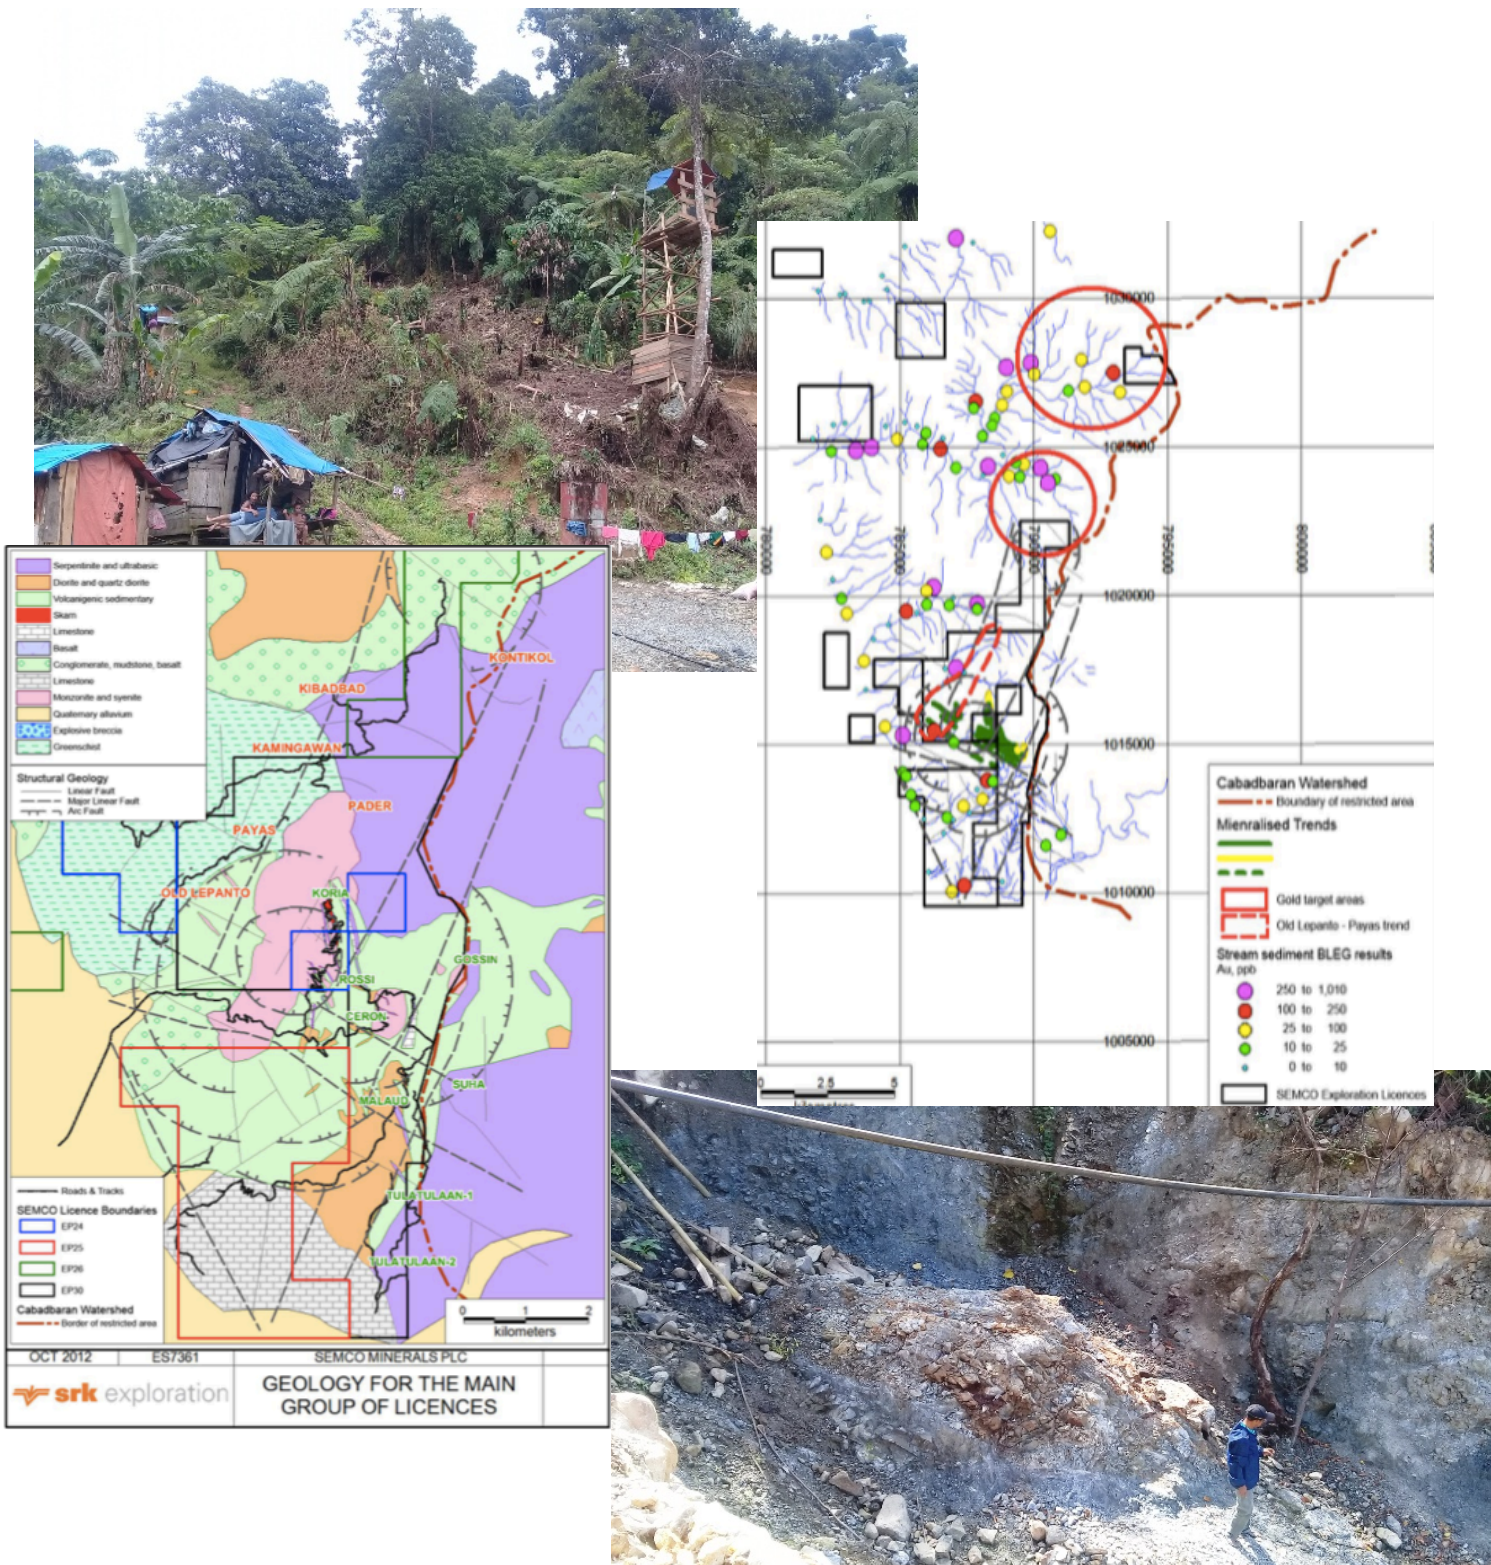 Serpentinite and ultrabasic
Diorite and quartz diorite
Volcanigenic sedimentary
Skarn
Limestone
Basalt
Conglomerate, mudstone, basalt
Limestone
Monzonite and syenite
Quaternary alluvium
Explosive breccia
Greenschist
Structural Geology
Linear Fault
Major Linear Fault
Arc Fault
KONTIKOL
KIBADBAD
KAMINGAWAN
PADER
PAYAS
OLD LEPANTO
KORIA
GOSSIN
ROSSI
CERON
SUHA
MALAUD
TULATULAAN-1
TULATULAAN-2
Roads & Tracks
SEMCO Licence Boundaries
EP24
EP25
EP26
EP30
Cabadbaran Watershed
Border of restricted area
0 1 2
kilometers
OCT 2012 ES7361 SEMCO MINERALS PLC
srk exploration
GEOLOGY FOR THE MAIN
GROUP OF LICENCES
1030000
1025000
780000
785000
790000
795000
800000
1020000
1015000
1010000
1005000
Cabadbaran Watershed
Boundary of restricted area
Mienralised Trends
Gold target areas
Old Lepanto - Payas trend
Stream sediment BLEG results
Au, ppb
250 to 1,010
100 to 250
25 to 100
10 to 25
0 to 10
SEMCO Exploration Licences
0 2.5 5